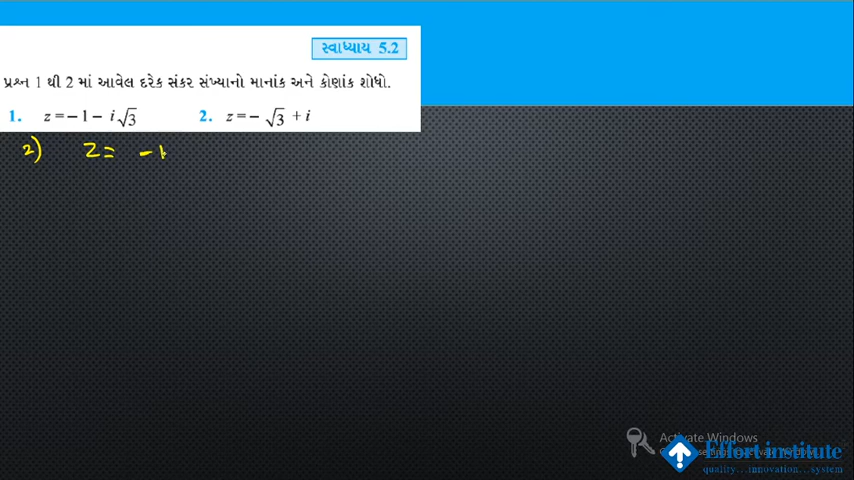 સ્વાધ્યાય 5.2
પ્રશ્ન 1 થી 2 માં આવેલ દરેક સંકર સંખ્યાનો માનાંક અને કોણાંક શોધો.
1. z = – 1 – i√3 2. z = – √3 + i
2) z = -1
Activate Windows
Effort institute
quality...innovation...system